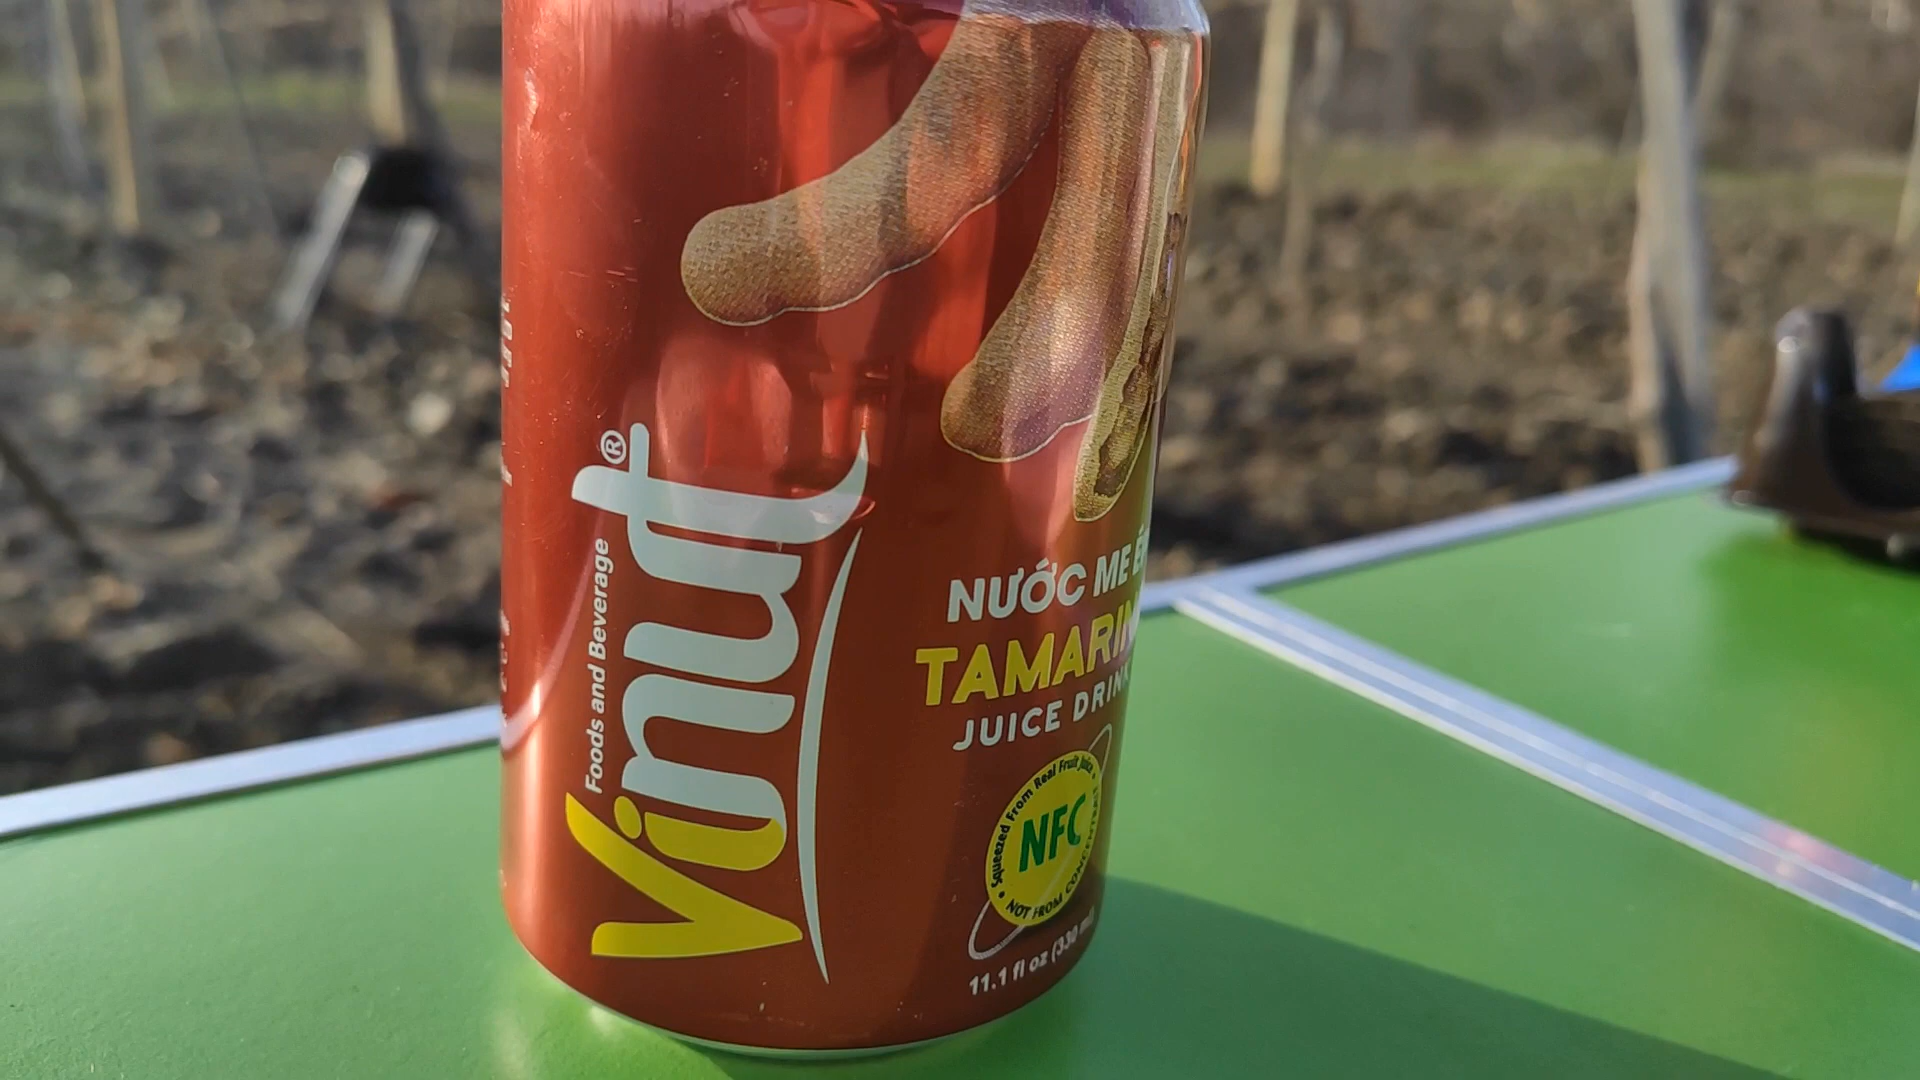 Vinut®
Foods and Beverage
NƯỚC ME
TAMARIN
JUICE DRINK
Squeezed From Real Fruit Juice
NFC
NOT FROM CONCENTRATE
11.1 fl oz (330 ml)